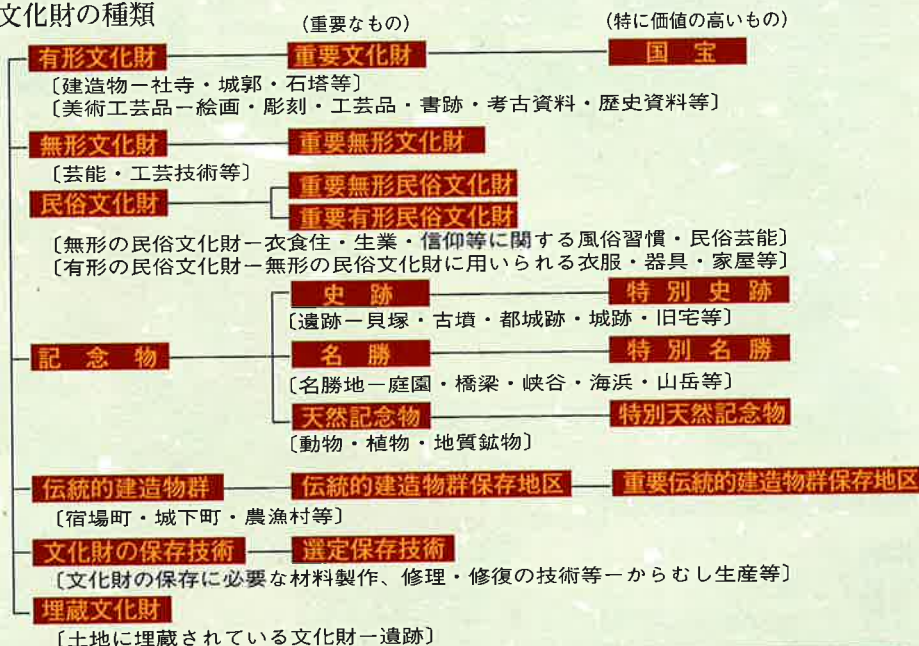 文化財の種類
(重要なもの) (特に価値の高いもの)
有形文化財 重要文化財 国宝
〔建造物ー社寺・城郭・石塔等〕
〔美術工芸品ー絵画・彫刻・工芸品・書跡・考古資料・歴史資料等〕
無形文化財 重要無形文化財
〔芸能・工芸技術等〕
重要無形民俗文化財
民俗文化財
重要有形民俗文化財
〔無形の民俗文化財ー衣食住・生業・信仰等に関する風俗習慣・民俗芸能〕
〔有形の民俗文化財ー無形の民俗文化財に用いられる衣服・器具・家屋等〕
史跡 特別史跡
〔遺跡ー貝塚・古墳・都城跡・城跡・旧宅等〕
記念物 名勝 特別名勝
〔名勝地ー庭園・橋梁・峡谷・海浜・山岳等〕
天然記念物 特別天然記念物
〔動物・植物・地質鉱物〕
伝統的建造物群 伝統的建造物群保存地区 重要伝統的建造物群保存地区
〔宿場町・城下町・農漁村等〕
文化財の保存技術 選定保存技術
〔文化財の保存に必要な材料製作、修理・修復の技術等ーからむし生産等〕
埋蔵文化財
〔土地に埋蔵されている文化財ー遺跡〕